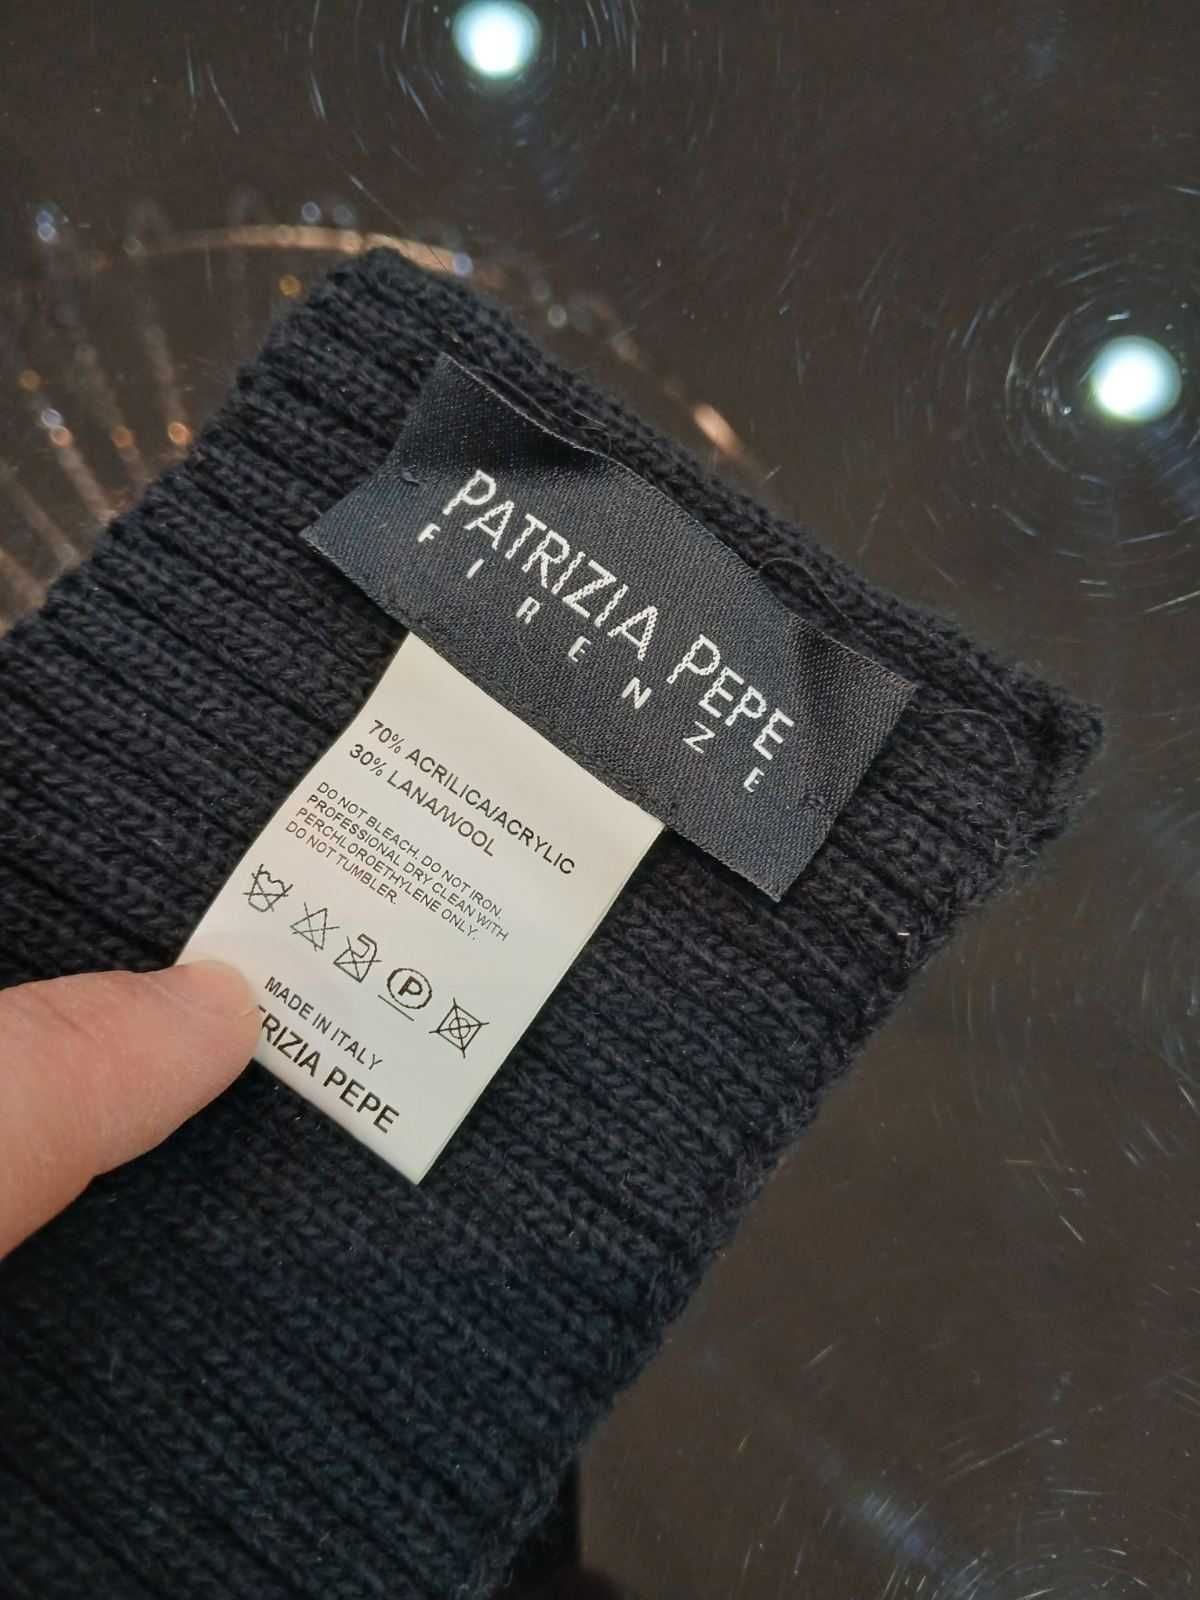 PATRIZIA PEPE
FIRENZE
70% ACRILICA/ACRYLIC
30% LANA/WOOL
DO NOT BLEACH. DO NOT IRON.
PROFESSIONAL DRY CLEAN WITH
PERCHLOROETHYLENE ONLY.
DO NOT TUMBLER.
P
MADE IN ITALY
TRIZIA PEPE